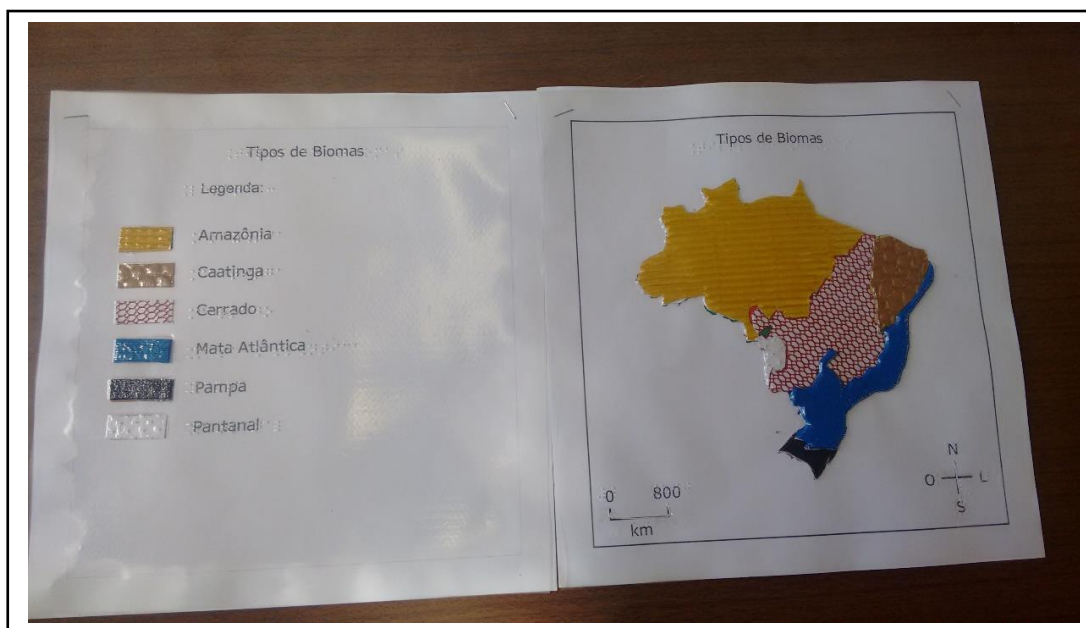 Tipos de Biomas
Legenda:
Amazônia
Caatinga
Cerrado
Mata Atlântica
Pampa
Pantanal
Tipos de Biomas
N
O L
S
0 800
km